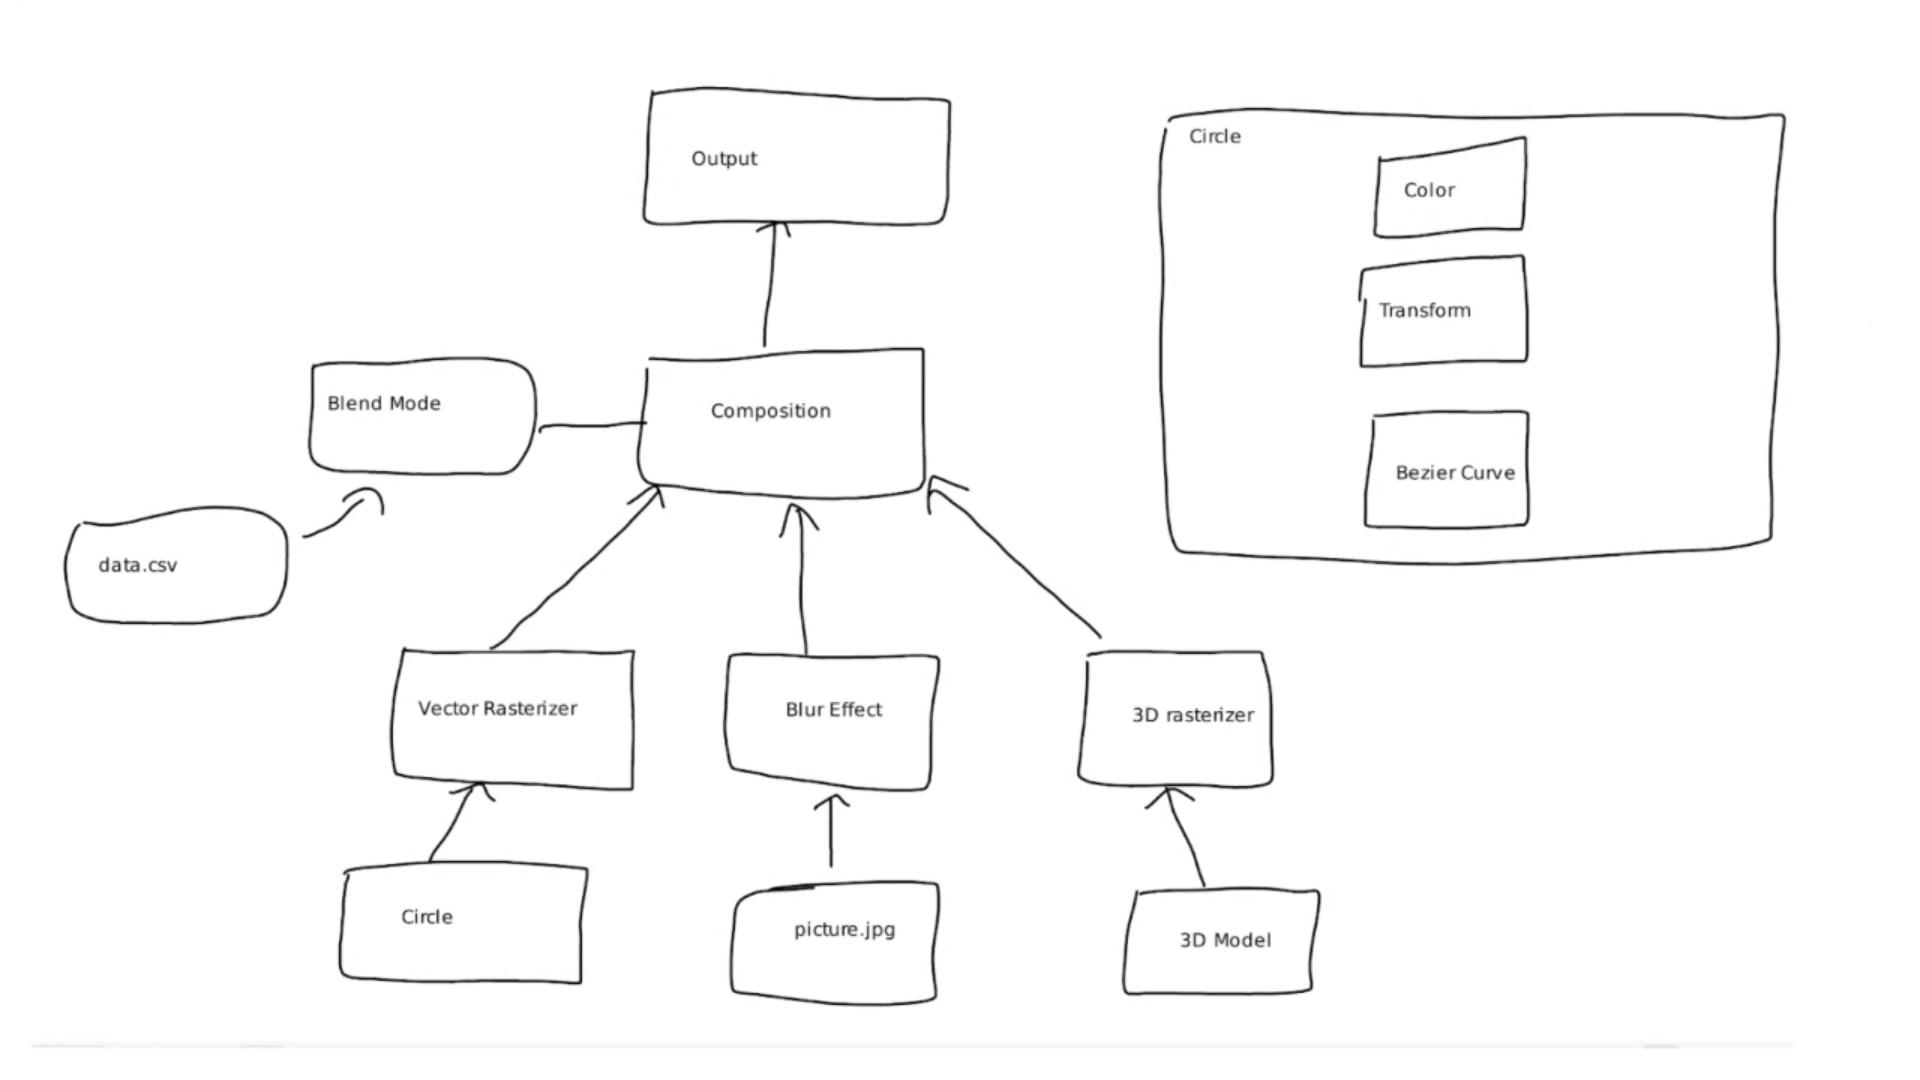 Output
Circle
Color
Transform
Blend Mode
Composition
Bezier Curve
data.csv
Vector Rasterizer
Blur Effect
3D rasterizer
Circle
picture.jpg
3D Model